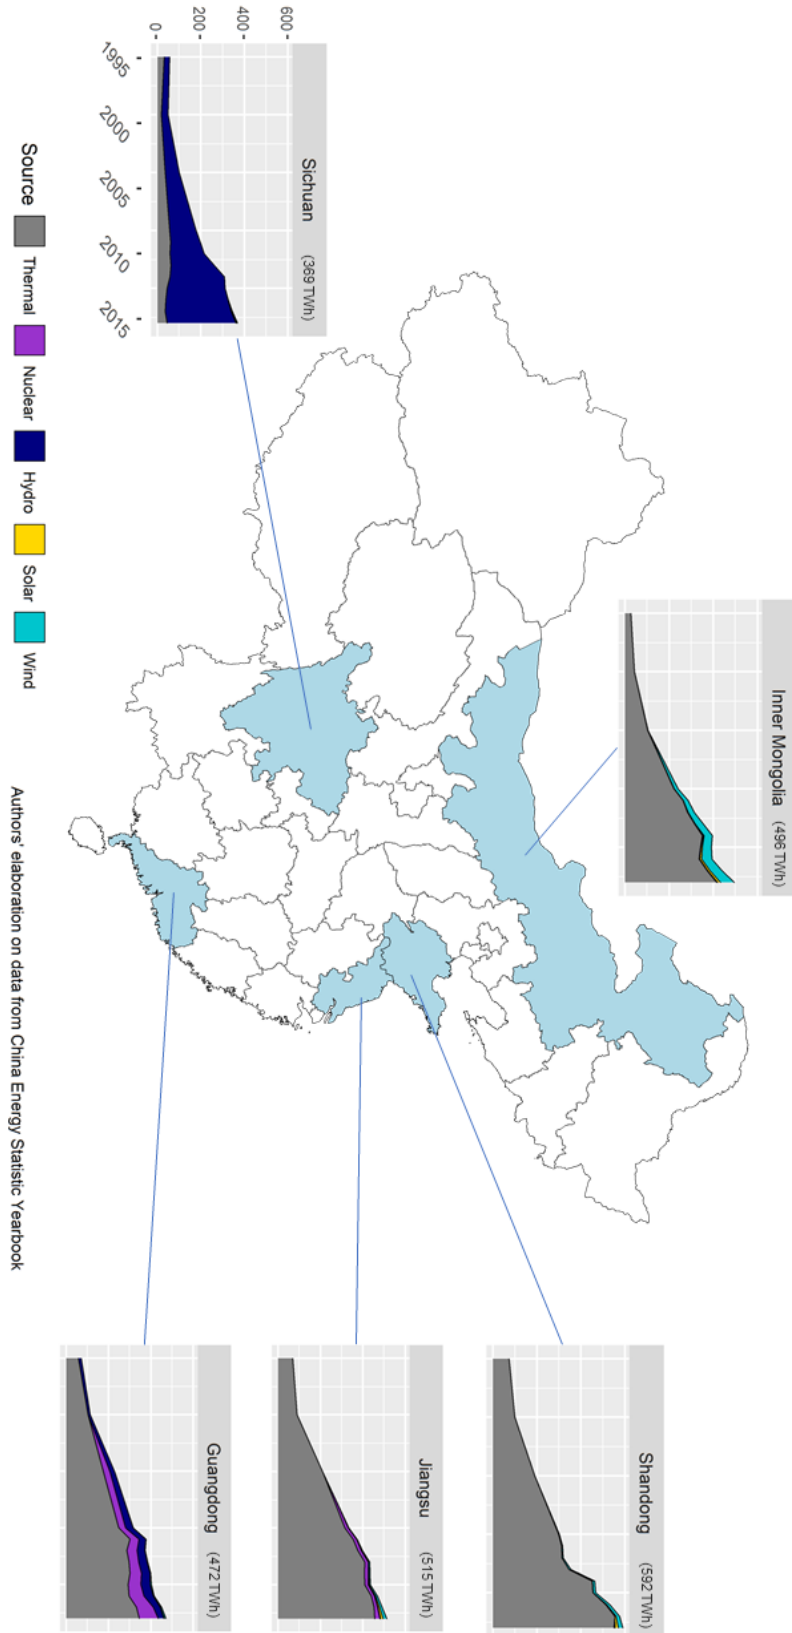 Inner Mongolia (496 TWh)
Shandong (592 TWh)
Jiangsu (515 TWh)
Sichuan (369 TWh)
600
400
200
0
1995
2000
2005
2010
2015
Guangdong (472 TWh)
Source Thermal Nuclear Hydro Solar Wind
Authors' elaboration on data from China Energy Statistic Yearbook